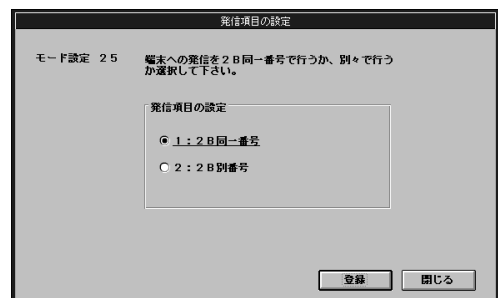 発信項目の設定
モード設定 25
端末への発信を2B同一番号で行うか、別々で行う
か選択して下さい。
発信項目の設定
1:2B同一番号
2:2B別番号
登録 閉じる